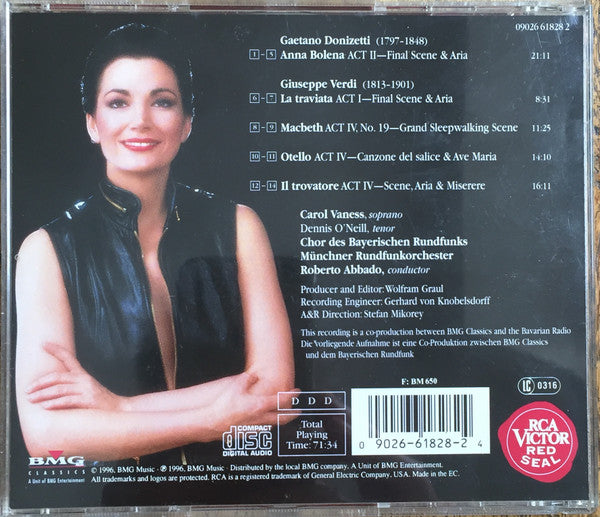 09026 61828 2
Gaetano Donizetti (1797-1848)
1 – 5 Anna Bolena ACT II—Final Scene & Aria 21:11
Giuseppe Verdi (1813-1901)
6 – 7 La traviata ACT I—Final Scene & Aria 8:31
8 – 9 Macbeth ACT IV, No. 19—Grand Sleepwalking Scene 11:25
10 – 11 Otello ACT IV—Canzone del salice & Ave Maria 14:10
12 – 14 Il trovatore ACT IV—Scene, Aria & Miserere 16:11
Carol Vaness, soprano
Dennis O'Neill, tenor
Chor des Bayerischen Rundfunks
Münchner Rundfunkorchester
Roberto Abbado, conductor
Producer and Editor: Wolfram Graul
Recording Engineer: Gerhard von Knobelsdorff
A&R Direction: Stefan Mikorey
This recording is a co-production between BMG Classics and the Bavarian Radio
Die Vorliegende Aufnahme ist eine Co-Produktion zwischen BMG Classics
und dem Bayerischen Rundfunk
F: BM 650
LC 0316
D D D
Total
Playing
Time: 71:34
COMPACT
disc
DIGITAL AUDIO
0 9026-61828-2 4
RCA
VICTOR
RED
SEAL
BMG
CLASSICS
A Unit of BMG Entertainment
© 1996, BMG Music · ℗ 1996, BMG Music · Distributed by the local BMG company. A Unit of BMG Entertainment.
All trademarks and logos are protected. RCA is a registered trademark of General Electric Company, USA. Made in the EC.